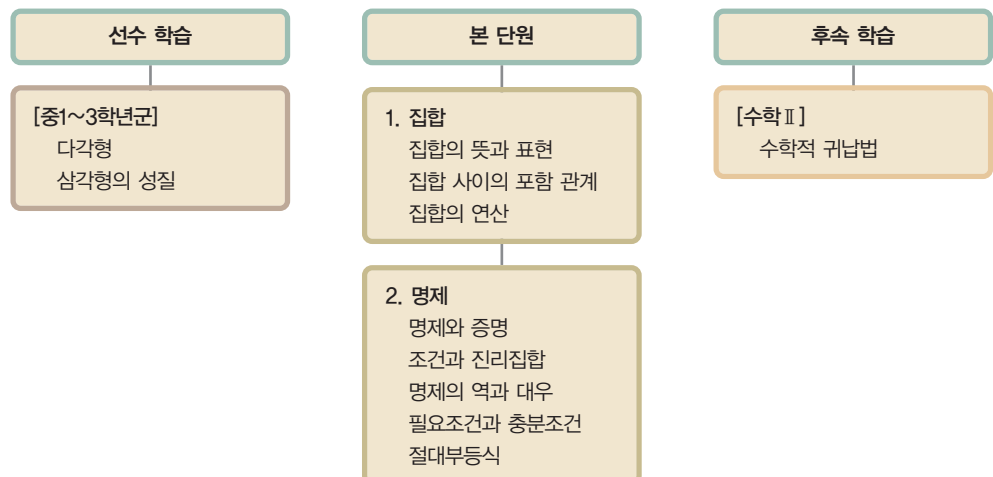 선수 학습
[중1~3학년군]
다각형
삼각형의 성질
본 단원
1. 집합
집합의 뜻과 표현
집합 사이의 포함 관계
집합의 연산
2. 명제
명제와 증명
조건과 진리집합
명제의 역과 대우
필요조건과 충분조건
절대부등식
후속 학습
[수학Ⅱ]
수학적 귀납법